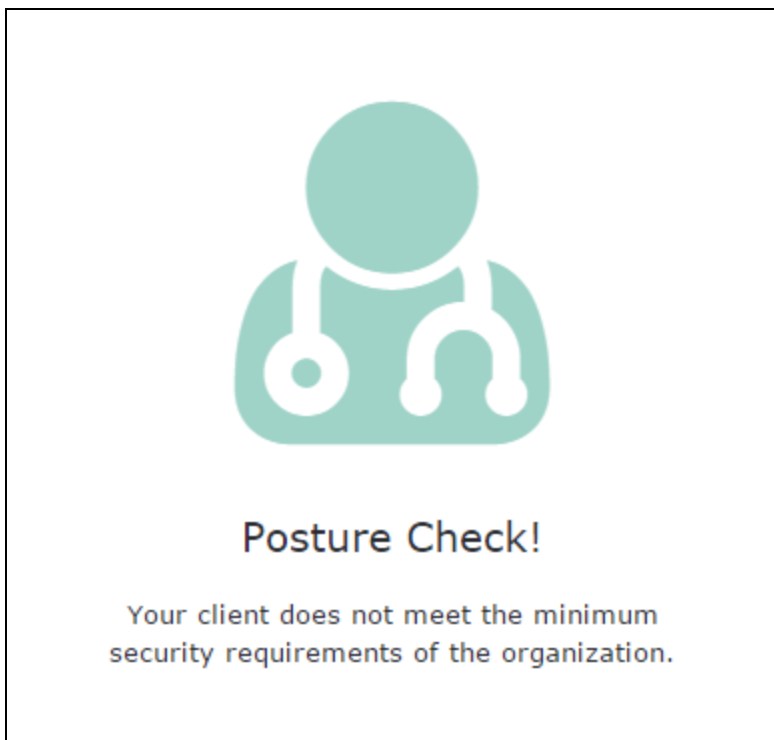 Posture Check!
Your client does not meet the minimum
security requirements of the organization.